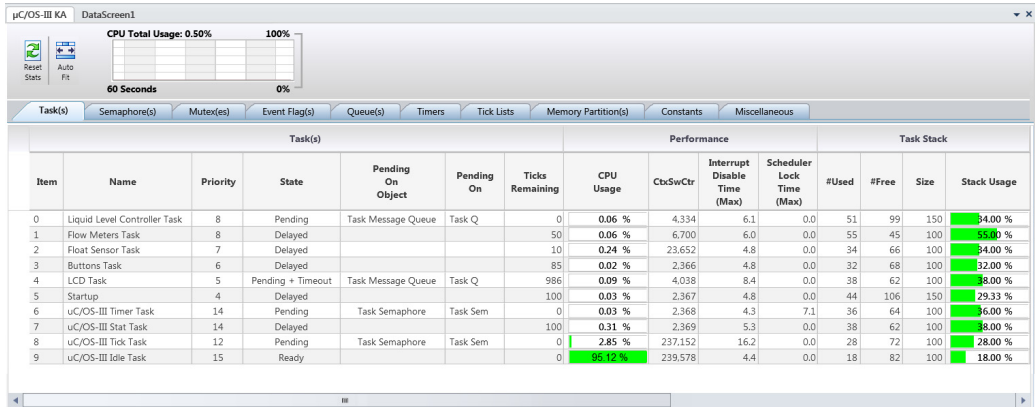 µC/OS-III KA DataScreen1
CPU Total Usage: 0.50% 100%
Reset Stats Auto Fit
60 Seconds 0%
Task(s) Semaphore(s) Mutex(es) Event Flag(s) Queue(s) Timers Tick Lists Memory Partition(s) Constants Miscellaneous
Task(s) Performance Task Stack
Item Name Priority State Pending On Object Pending On Ticks Remaining CPU Usage CtxSwCtr Interrupt Disable Time (Max) Scheduler Lock Time (Max) #Used #Free Size Stack Usage
0 Liquid Level Controller Task 8 Pending Task Message Queue Task Q 0 0.06 % 4,334 6.1 0.0 51 99 150 34.00 %
1 Flow Meters Task 8 Delayed 50 0.06 % 6,700 6.0 0.0 55 45 100 55.00 %
2 Float Sensor Task 7 Delayed 10 0.24 % 23,652 4.8 0.0 34 66 100 34.00 %
3 Buttons Task 6 Delayed 85 0.02 % 2,366 4.8 0.0 32 68 100 32.00 %
4 LCD Task 5 Pending + Timeout Task Message Queue Task Q 986 0.09 % 4,038 8.4 0.0 38 62 100 38.00 %
5 Startup 4 Delayed 100 0.03 % 2,367 4.8 0.0 44 106 150 29.33 %
6 uC/OS-III Timer Task 14 Pending Task Semaphore Task Sem 0 0.03 % 2,368 4.3 7.1 36 64 100 36.00 %
7 uC/OS-III Stat Task 14 Delayed 100 0.31 % 2,369 5.3 0.0 38 62 100 38.00 %
8 uC/OS-III Tick Task 12 Pending Task Semaphore Task Sem 0 2.85 % 237,152 16.2 0.0 28 72 100 28.00 %
9 uC/OS-III Idle Task 15 Ready 0 95.12 % 239,578 4.4 0.0 18 82 100 18.00 %